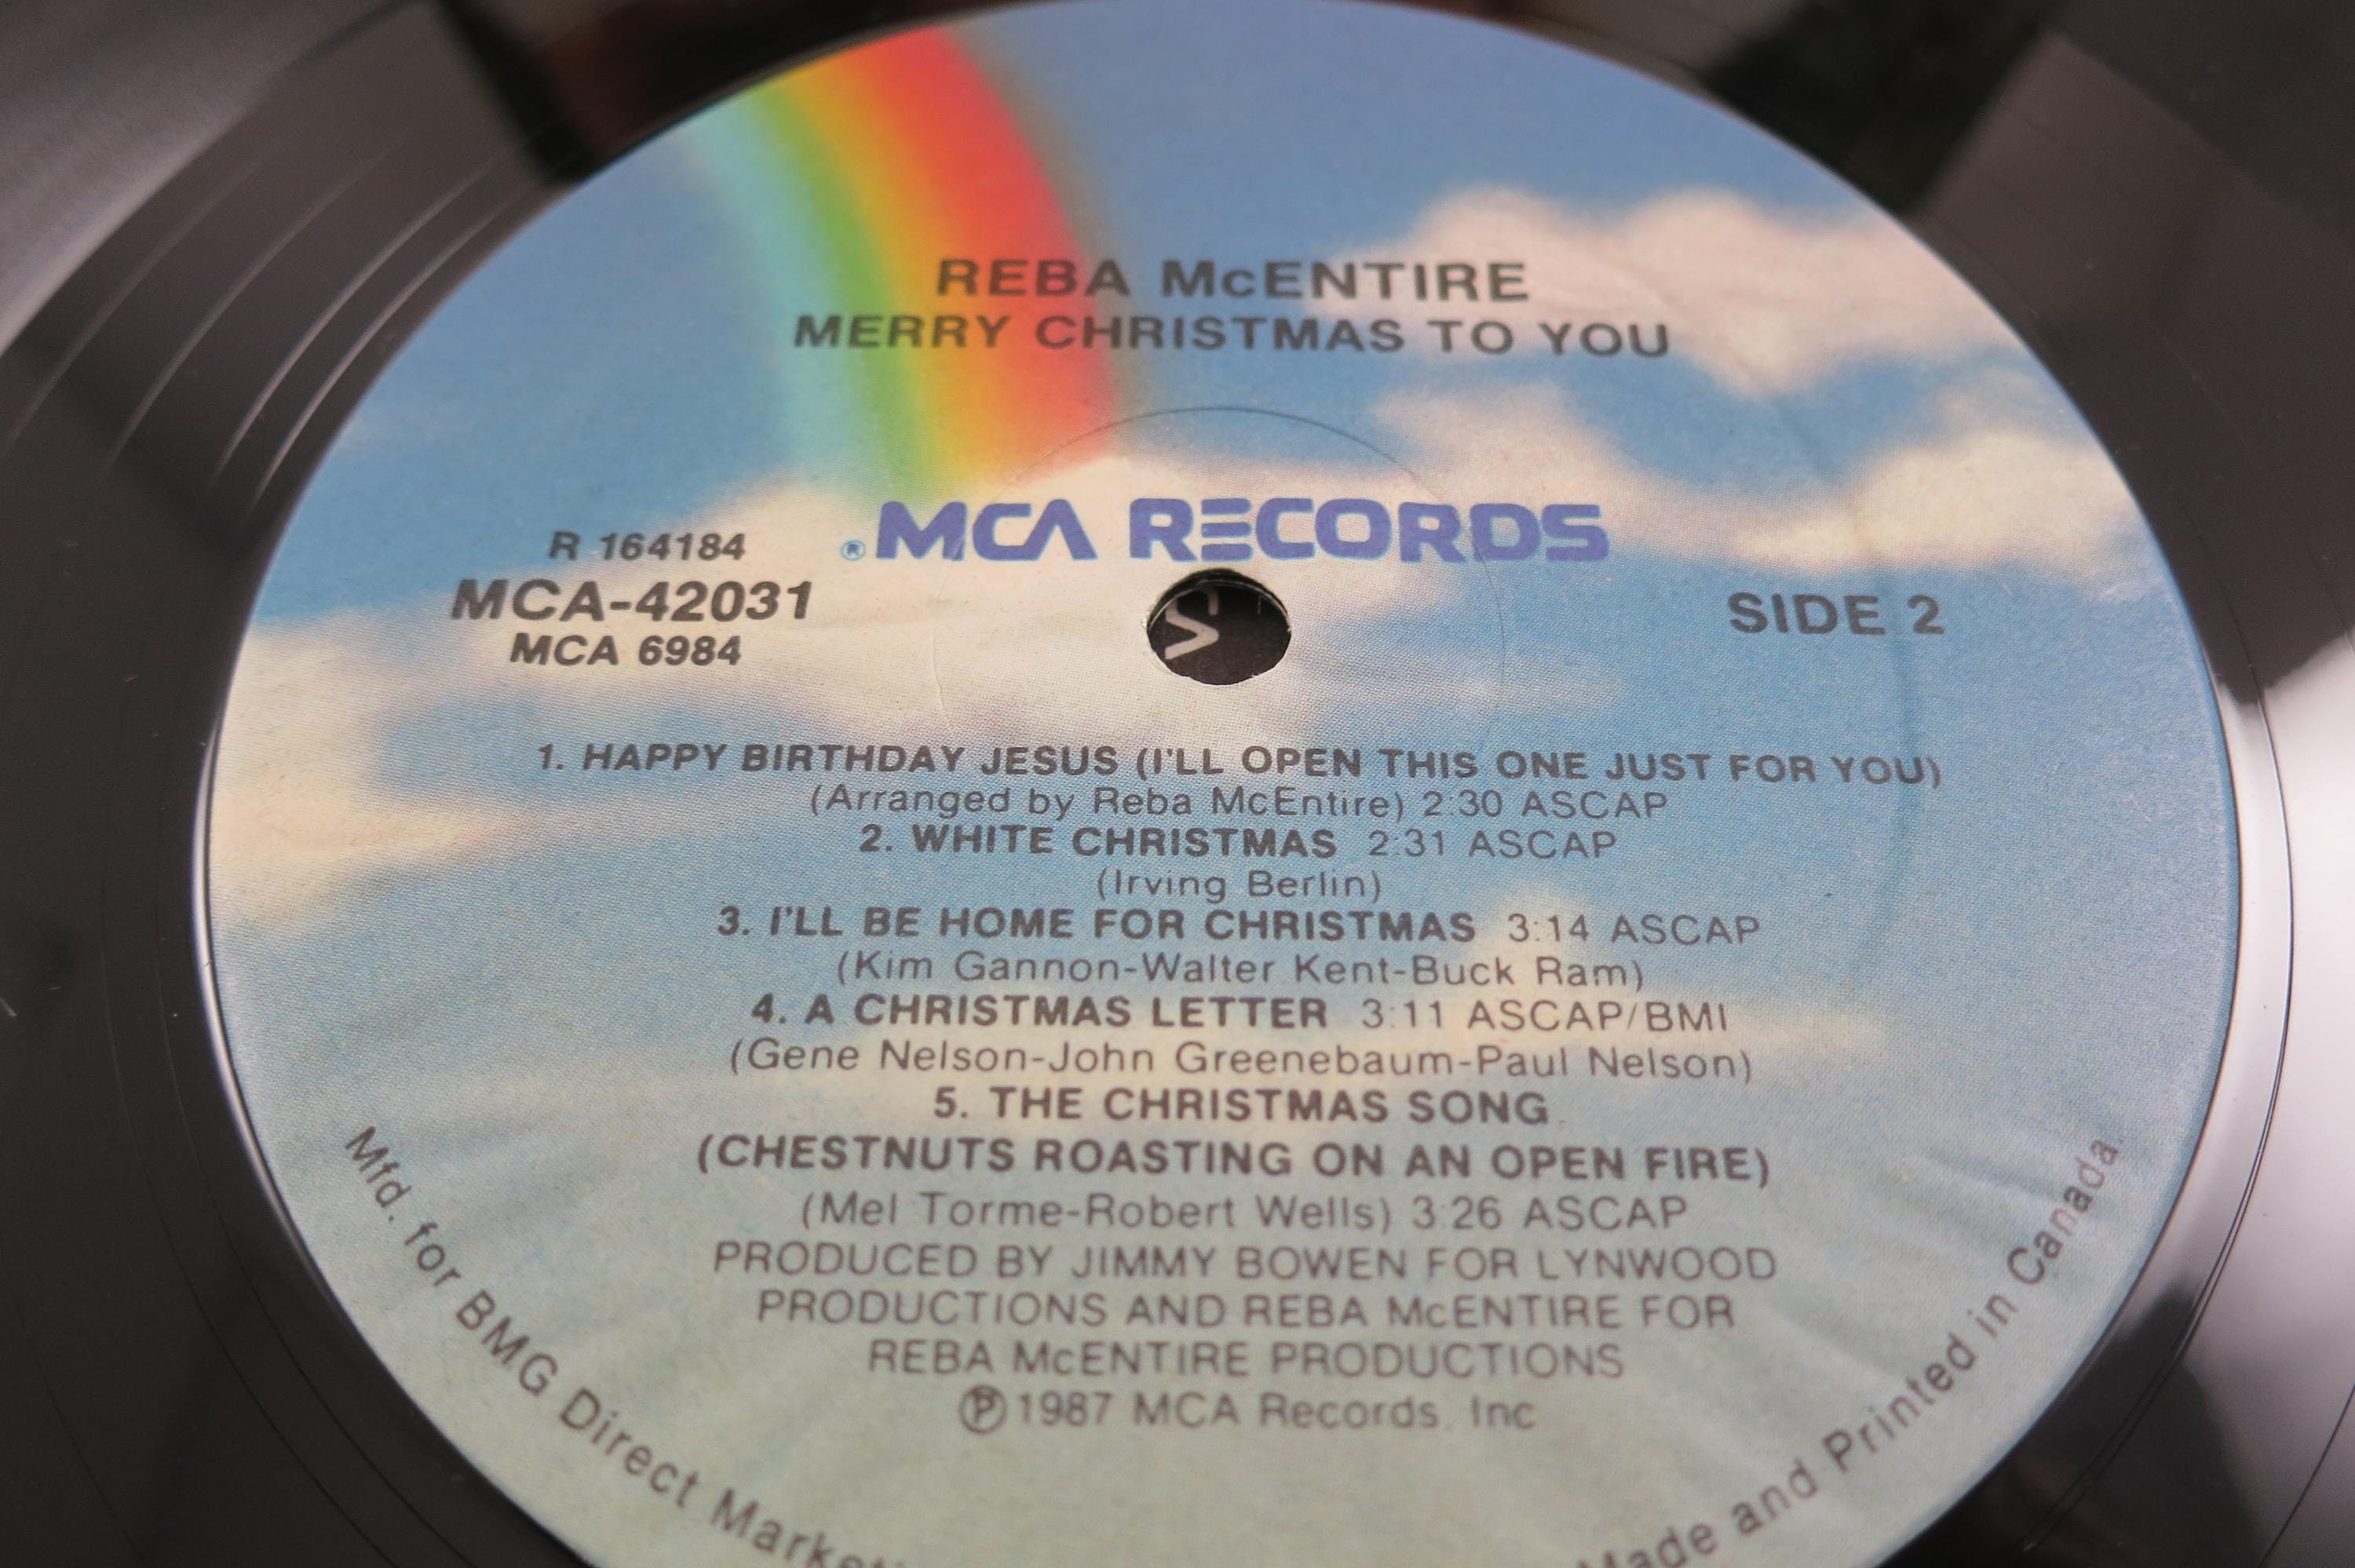 REBA McENTIRE
MERRY CHRISTMAS TO YOU
® MCA RECORDS
R 164184
MCA-42031
MCA 6984
SIDE 2
1. HAPPY BIRTHDAY JESUS (I'LL OPEN THIS ONE JUST FOR YOU)
(Arranged by Reba McEntire) 2:30 ASCAP
2. WHITE CHRISTMAS 2:31 ASCAP
(Irving Berlin)
3. I'LL BE HOME FOR CHRISTMAS 3:14 ASCAP
(Kim Gannon-Walter Kent-Buck Ram)
4. A CHRISTMAS LETTER 3:11 ASCAP/BMI
(Gene Nelson-John Greenebaum-Paul Nelson)
5. THE CHRISTMAS SONG
(CHESTNUTS ROASTING ON AN OPEN FIRE)
(Mel Torme-Robert Wells) 3:26 ASCAP
PRODUCED BY JIMMY BOWEN FOR LYNWOOD
PRODUCTIONS AND REBA McENTIRE FOR
REBA McENTIRE PRODUCTIONS
℗ 1987 MCA Records, Inc
Mfd. for BMG Direct
and Printed in Canada.